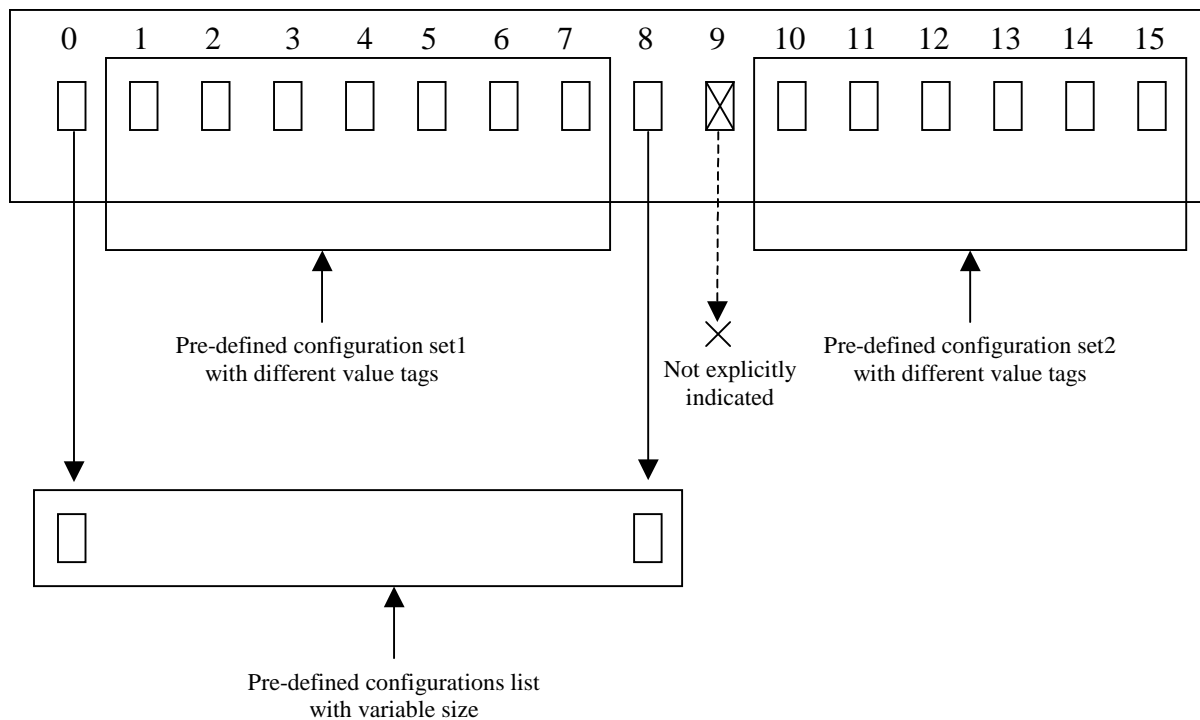 0 1 2 3 4 5 6 7 8 9 10 11 12 13 14 15
Pre-defined configuration set1
with different value tags
Not explicitly
indicated
Pre-defined configuration set2
with different value tags
Pre-defined configurations list
with variable size